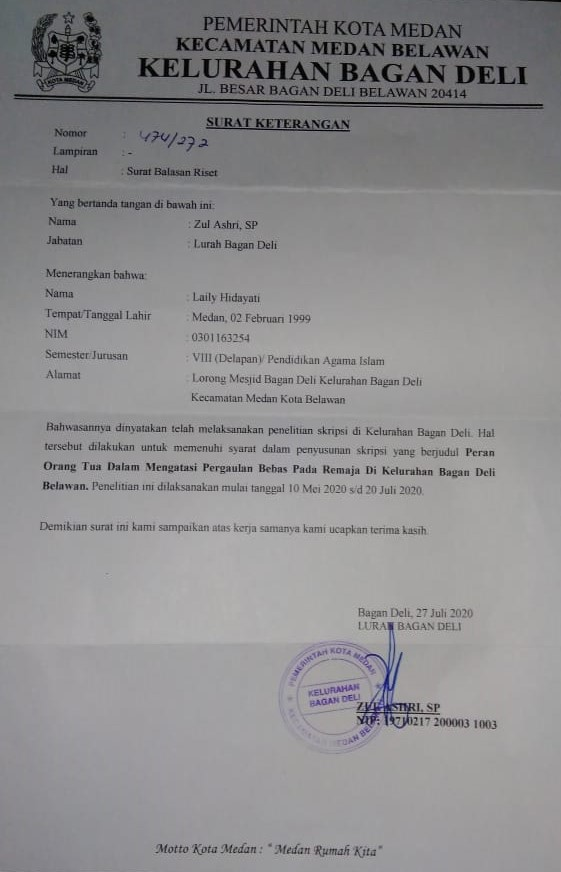 PEMERINTAH KOTA MEDAN
KECAMATAN MEDAN BELAWAN
KELURAHAN BAGAN DELI
JL. BESAR BAGAN DELI BELAWAN 20414
KOTA MEDAN
SURAT KETERANGAN
Nomor : 474/272
Lampiran : -
Hal : Surat Balasan Riset
Yang bertanda tangan di bawah ini:
Nama : Zul Ashri, SP
Jabatan : Lurah Bagan Deli
Menerangkan bahwa:
Nama : Laily Hidayati
Tempat/Tanggal Lahir : Medan, 02 Februari 1999
NIM : 0301163254
Semester/Jurusan : VIII (Delapan)/ Pendidikan Agama Islam
Alamat : Lorong Mesjid Bagan Deli Kelurahan Bagan Deli
Kecamatan Medan Kota Belawan
Bahwasannya dinyatakan telah melaksanakan penelitian skripsi di Kelurahan Bagan Deli. Hal
tersebut dilakukan untuk memenuhi syarat dalam penyusunan skripsi yang berjudul Peran
Orang Tua Dalam Mengatasi Pergaulan Bebas Pada Remaja Di Kelurahan Bagan Deli
Belawan. Penelitian ini dilaksanakan mulai tanggal 10 Mei 2020 s/d 20 Juli 2020.
Demikian surat ini kami sampaikan atas kerja samanya kami ucapkan terima kasih.
Bagan Deli, 27 Juli 2020
LURAH BAGAN DELI
PEMERINTAH KOTA MEDAN
KELURAHAN
BAGAN DELI
KECAMATAN MEDAN BELAWAN
ZUL ASHRI, SP
NIP: 19710217 200003 1003
Motto Kota Medan : " Medan Rumah Kita"